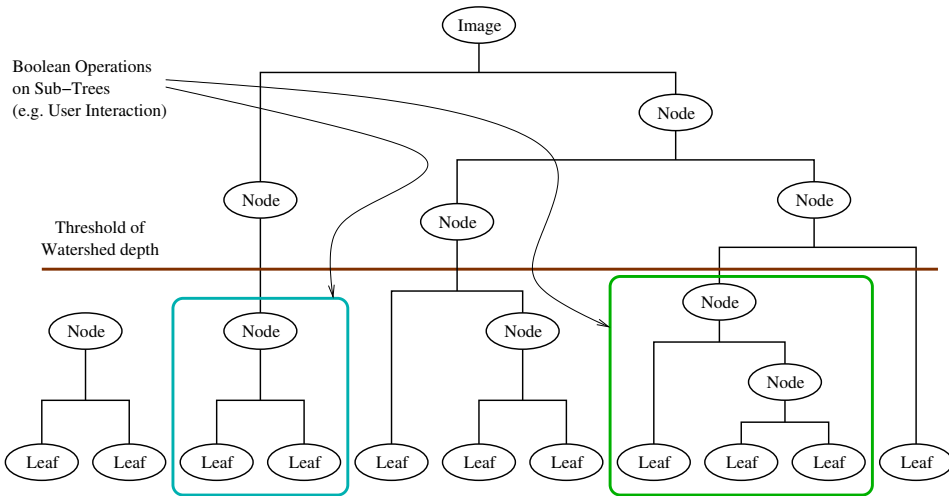 Image
Boolean Operations
on Sub-Trees
(e.g. User Interaction)
Node
Node
Node
Node
Threshold of
Watershed depth
Node
Node
Node
Node
Node
Leaf
Leaf
Leaf
Leaf
Leaf
Leaf
Leaf
Leaf
Leaf
Leaf
Leaf